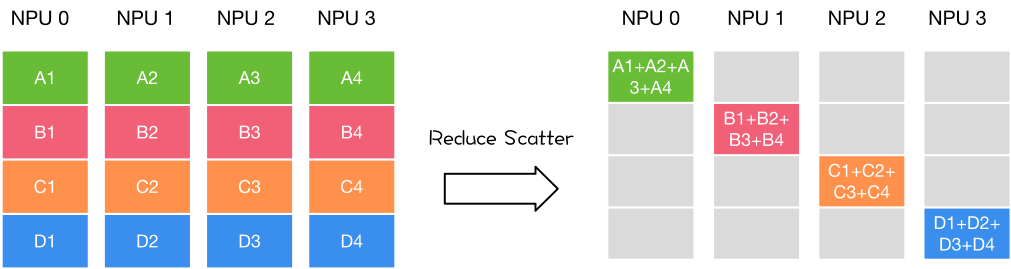 NPU 0 NPU 1 NPU 2 NPU 3
A1 A2 A3 A4
B1 B2 B3 B4
C1 C2 C3 C4
D1 D2 D3 D4
Reduce Scatter
NPU 0 NPU 1 NPU 2 NPU 3
A1+A2+A
3+A4
B1+B2+
B3+B4
C1+C2+
C3+C4
D1+D2+
D3+D4